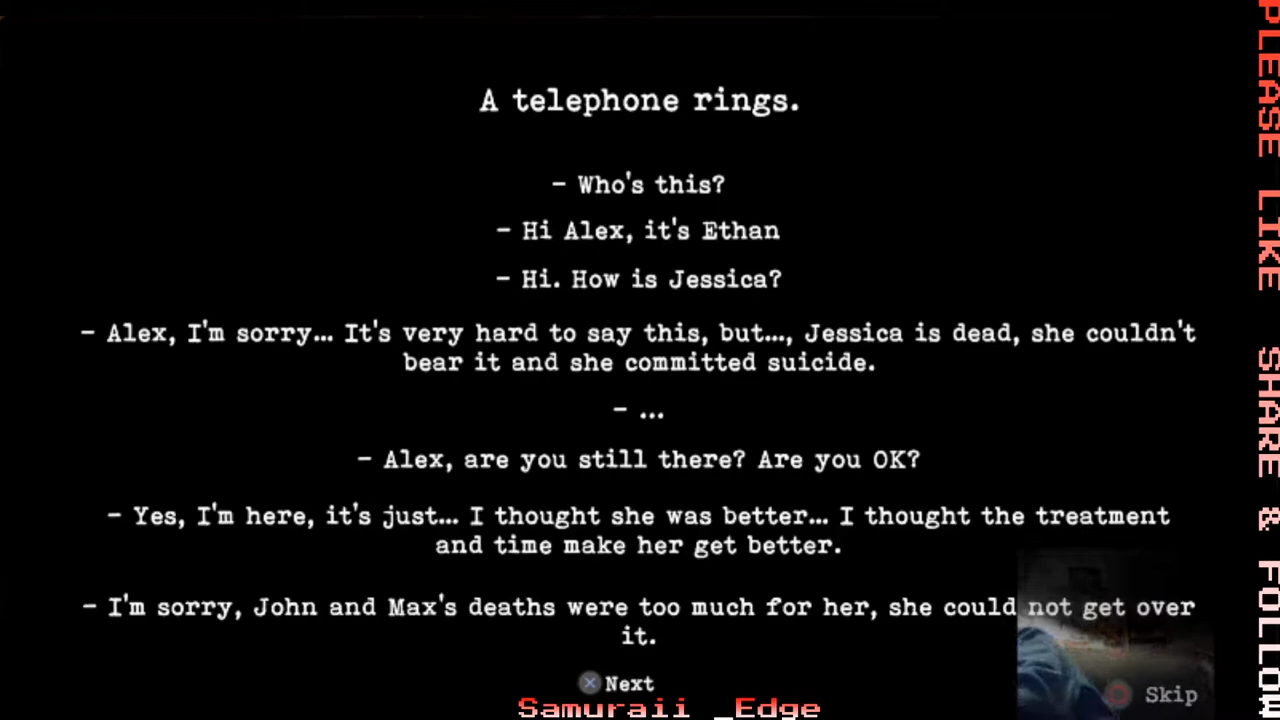 A telephone rings.
- Who's this?
- Hi Alex, it's Ethan
- Hi. How is Jessica?
- Alex, I'm sorry... It's very hard to say this, but..., Jessica is dead, she couldn't
bear it and she committed suicide.
- ...
- Alex, are you still there? Are you OK?
- Yes, I'm here, it's just... I thought she was better... I thought the treatment
and time make her get better.
- I'm sorry, John and Max's deaths were too much for her, she could not get over
it.
Next
Skip
Samuraii _Edge
PLEASE LIKE SHARE & FOLLOW